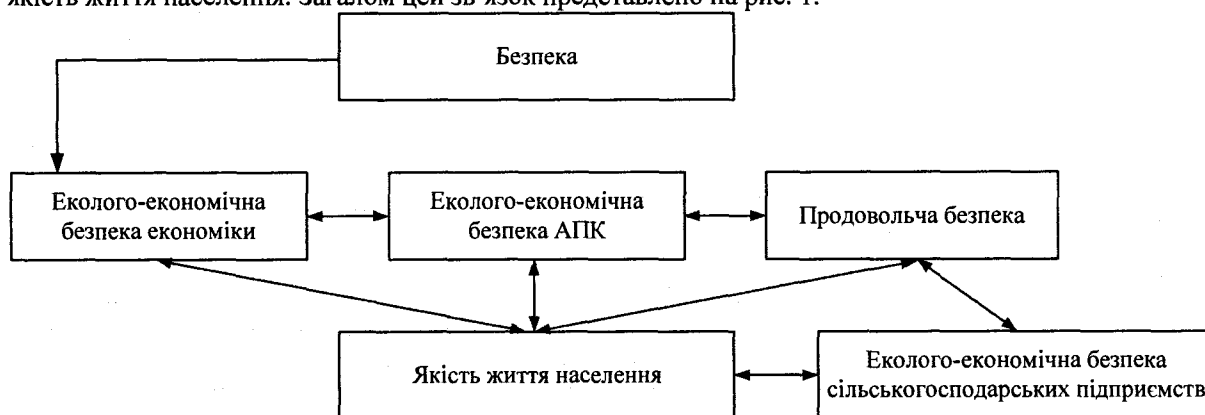 якість життя населення. Загалом цей зв'язок представлено на рис. 1.
Безпека
Еколого-економічна
безпека економіки
Еколого-економічна
безпека АПК
Продовольча безпека
Якість життя населення
Еколого-економічна безпека
сільськогосподарських підприємств